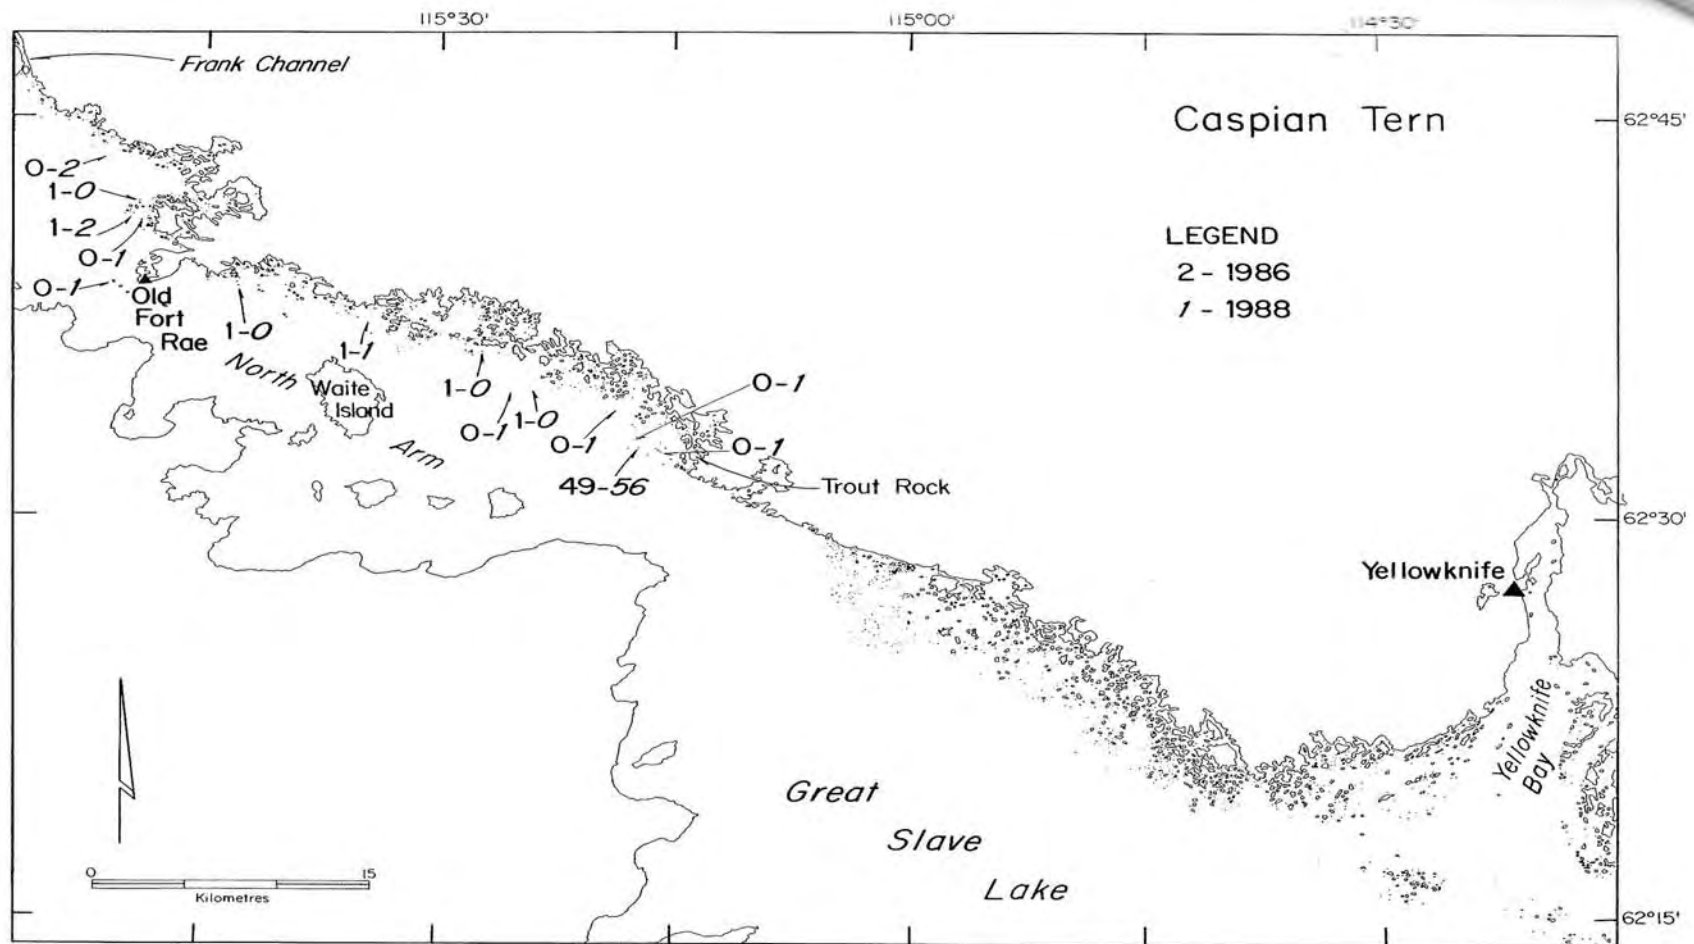 115°30'
115°00'
114°30'
Frank Channel
Caspian Tern
62°45'
0-2
1-0
1-2
0-1
0-1
LEGEND
2 - 1986
1 - 1988
Old
Fort
Rae
1-0
1-1
North
Waite
Island
Arm
1-0
0-1
1-0
0-1
0-1
0-1
49-56
Trout Rock
62°30'
Yellowknife
Yellowknife
Bay
Great
Slave
Lake
0 15
Kilometres
62°15'